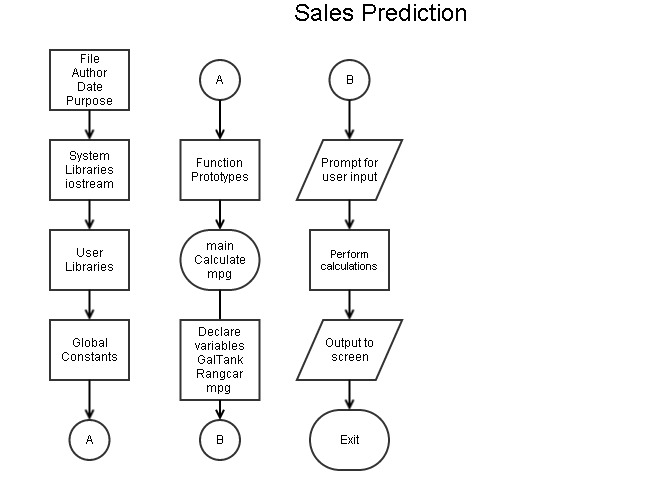 Sales Prediction
File
Author
Date
Purpose
System
Libraries
iostream
User
Libraries
Global
Constants
A
A
Function
Prototypes
main
Calculate
mpg
Declare
variables
GalTank
Rangcar
mpg
B
B
Prompt for
user input
Perform
calculations
Output to
screen
Exit